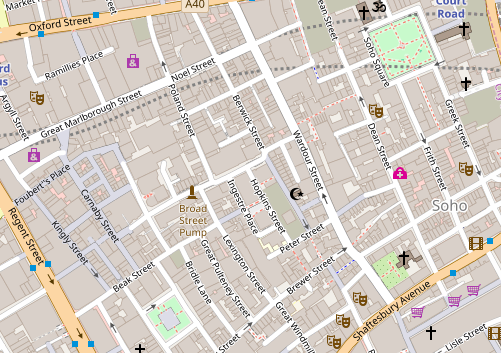 Market
A40
Oxford Street
Dean Street
Court
Road
Ramillies Place
Noel Street
Soho Square
Argyll Street
Great Marlborough Street
Poland Street
Berwick Street
Wardour Street
Dean Street
Frith Street
Greek Street
Foubert's Place
Carnaby Street
Kingly Street
Regent Street
Broad
Street
Pump
Ingestre Place
Hopkins Street
Soho
Peter Street
Beak Street
Bridle Lane
Great Pulteney Street
Lexington Street
Brewer Street
Great Windmill
Shaftesbury Avenue
Lisle Street